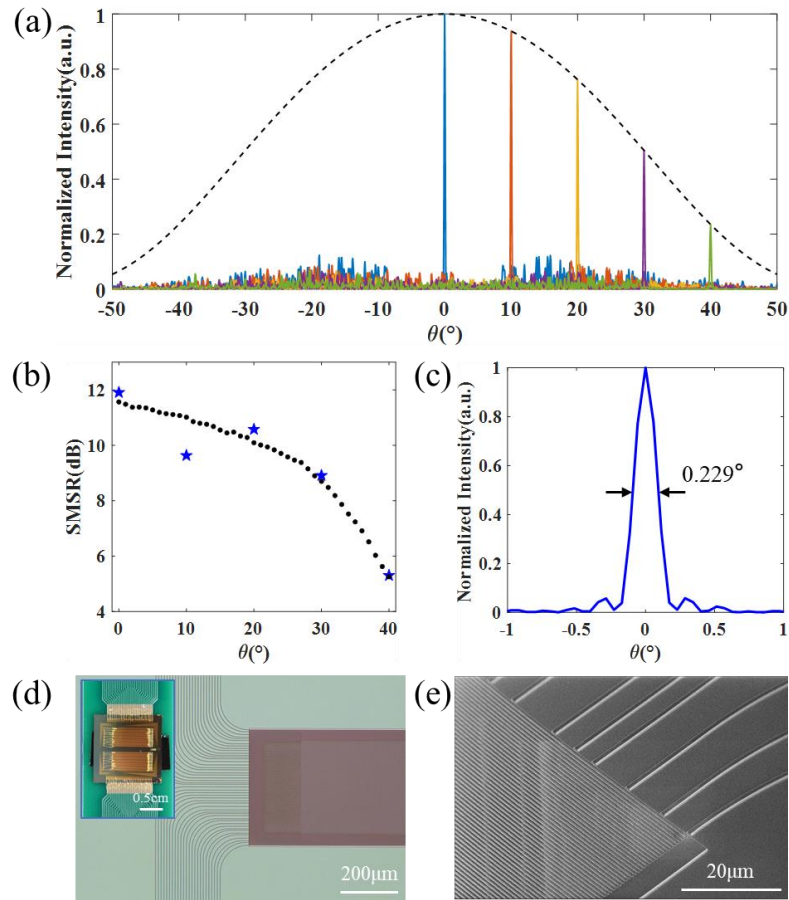 (a)
Normalized Intensity(a.u.)
1
0.8
0.6
0.4
0.2
0
-50 -40 -30 -20 -10 0 10 20 30 40 50
θ(°)
(b)
SMSR(dB)
12
10
8
6
4
0 10 20 30 40
θ(°)
(c)
Normalized Intensity(a.u.)
1
0.8
0.6
0.4
0.2
0
0.229°
-1 -0.5 0 0.5 1
θ(°)
(d)
0.5cm
200μm
(e)
20μm